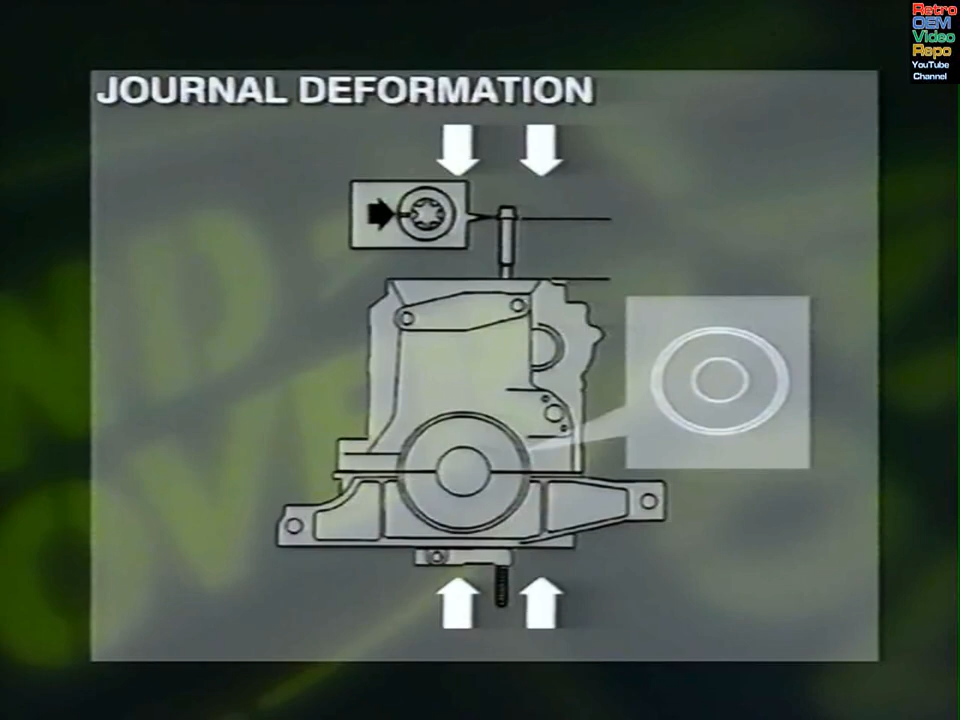 Retro
OEM
Video
Repo
YouTube
Channel
JOURNAL DEFORMATION